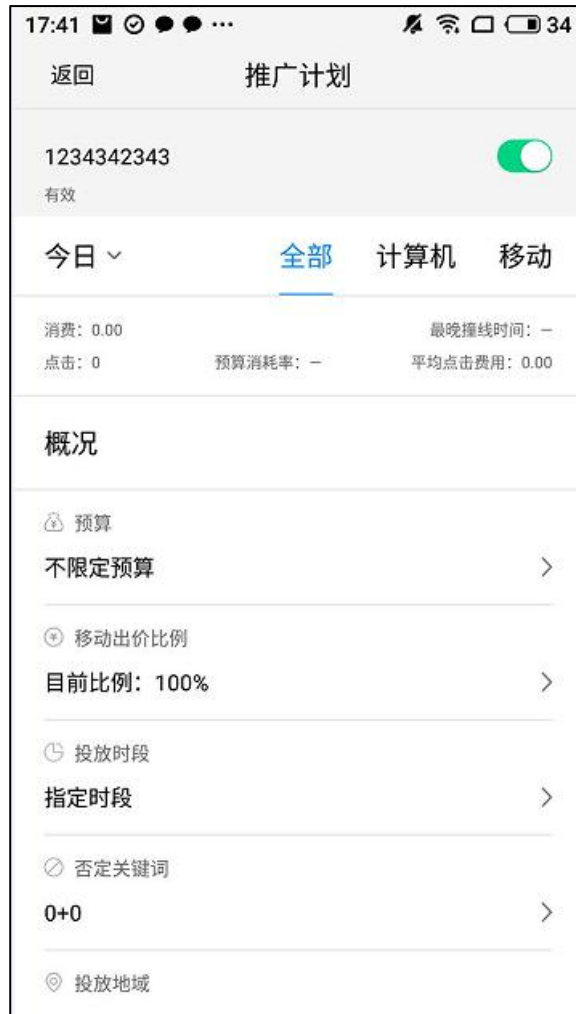 17:41 ··· 34
返回 推广计划
1234342343
有效
今日 全部 计算机 移动
消费：0.00 最晚撞线时间：—
点击：0 预算消耗率：— 平均点击费用：0.00
概况
预算
不限定预算
移动出价比例
目前比例：100%
投放时段
指定时段
否定关键词
0+0
投放地域